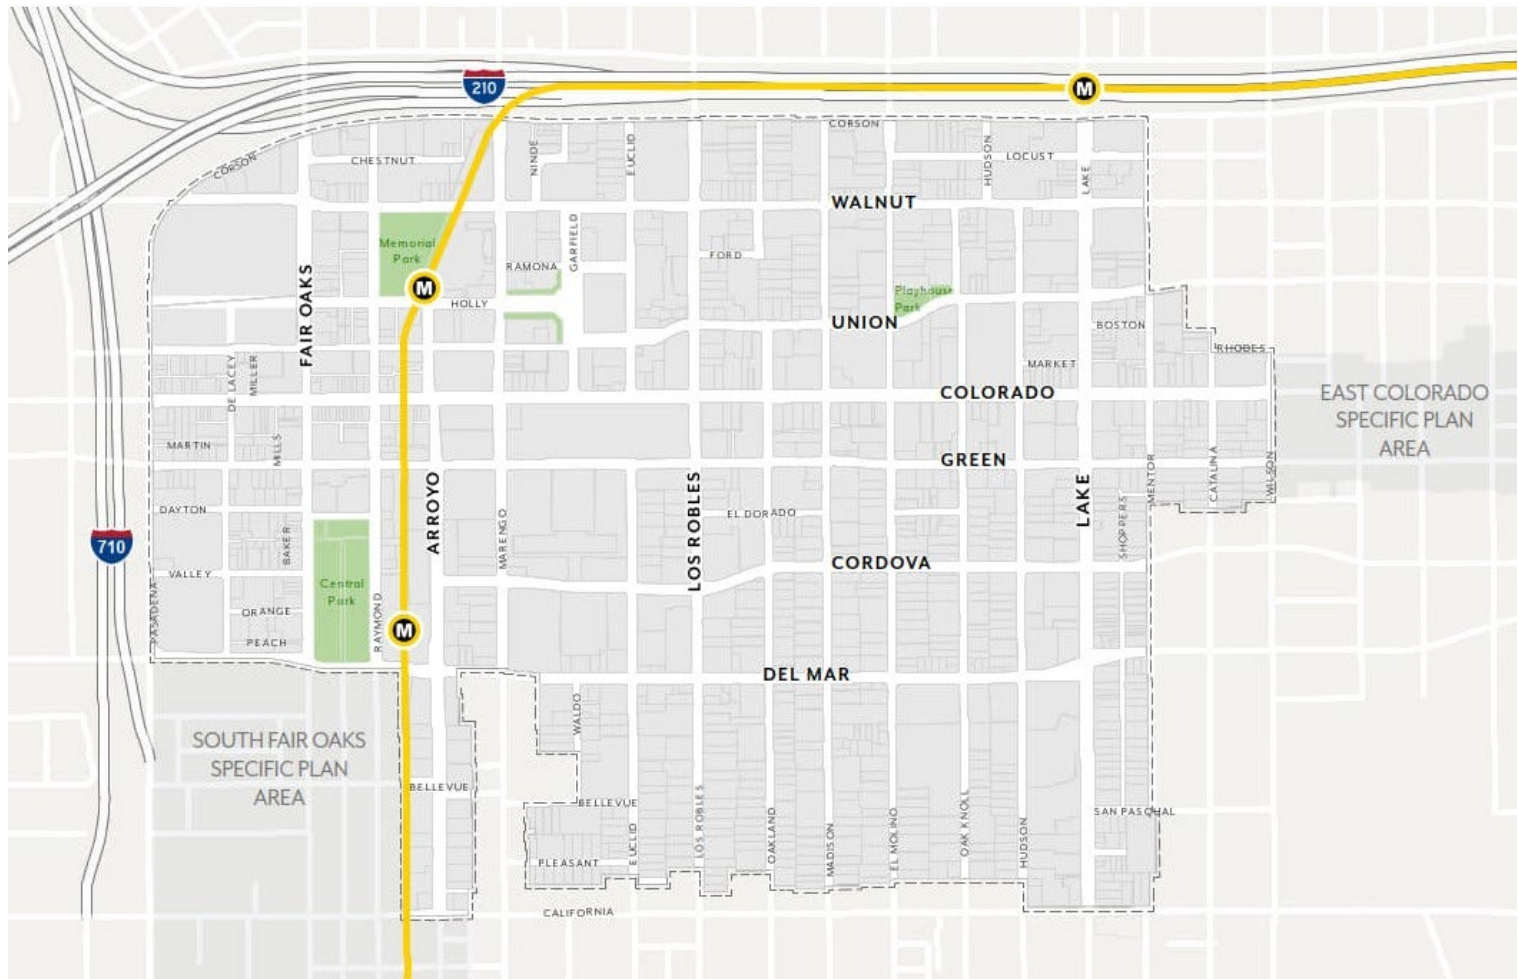 210
M
CORSON
CORSON
CHESTNUT
NINDE
EUCLID
HUDSON
LOCUST
LAKE
WALNUT
Memorial
Park
GARFIELD
RAMONA
FORD
FAIR OAKS
M
HOLLY
Playhouse
Park
UNION
BOSTON
RHODES
DE LACEY
MILLER
MARKET
COLORADO
EAST COLORADO
SPECIFIC PLAN
AREA
MARTIN
MILLS
GREEN
ARROYO
LOS ROBLES
LAKE
MENTOR
CATALINA
WILSON
DAYTON
EL DORADO
SHOPPERS
710
BAKER
MARENGO
VALLEY
CORDOVA
Central
Park
PASADENA
ORANGE
RAYMOND
PEACH
M
DEL MAR
WALDO
SOUTH FAIR OAKS
SPECIFIC PLAN
AREA
BELLEVUE
BELLEVUE
EUCLID
LOS ROBLES
OAKLAND
MADISON
EL MOLINO
OAK KNOLL
HUDSON
SAN PASQUAL
PLEASANT
CALIFORNIA